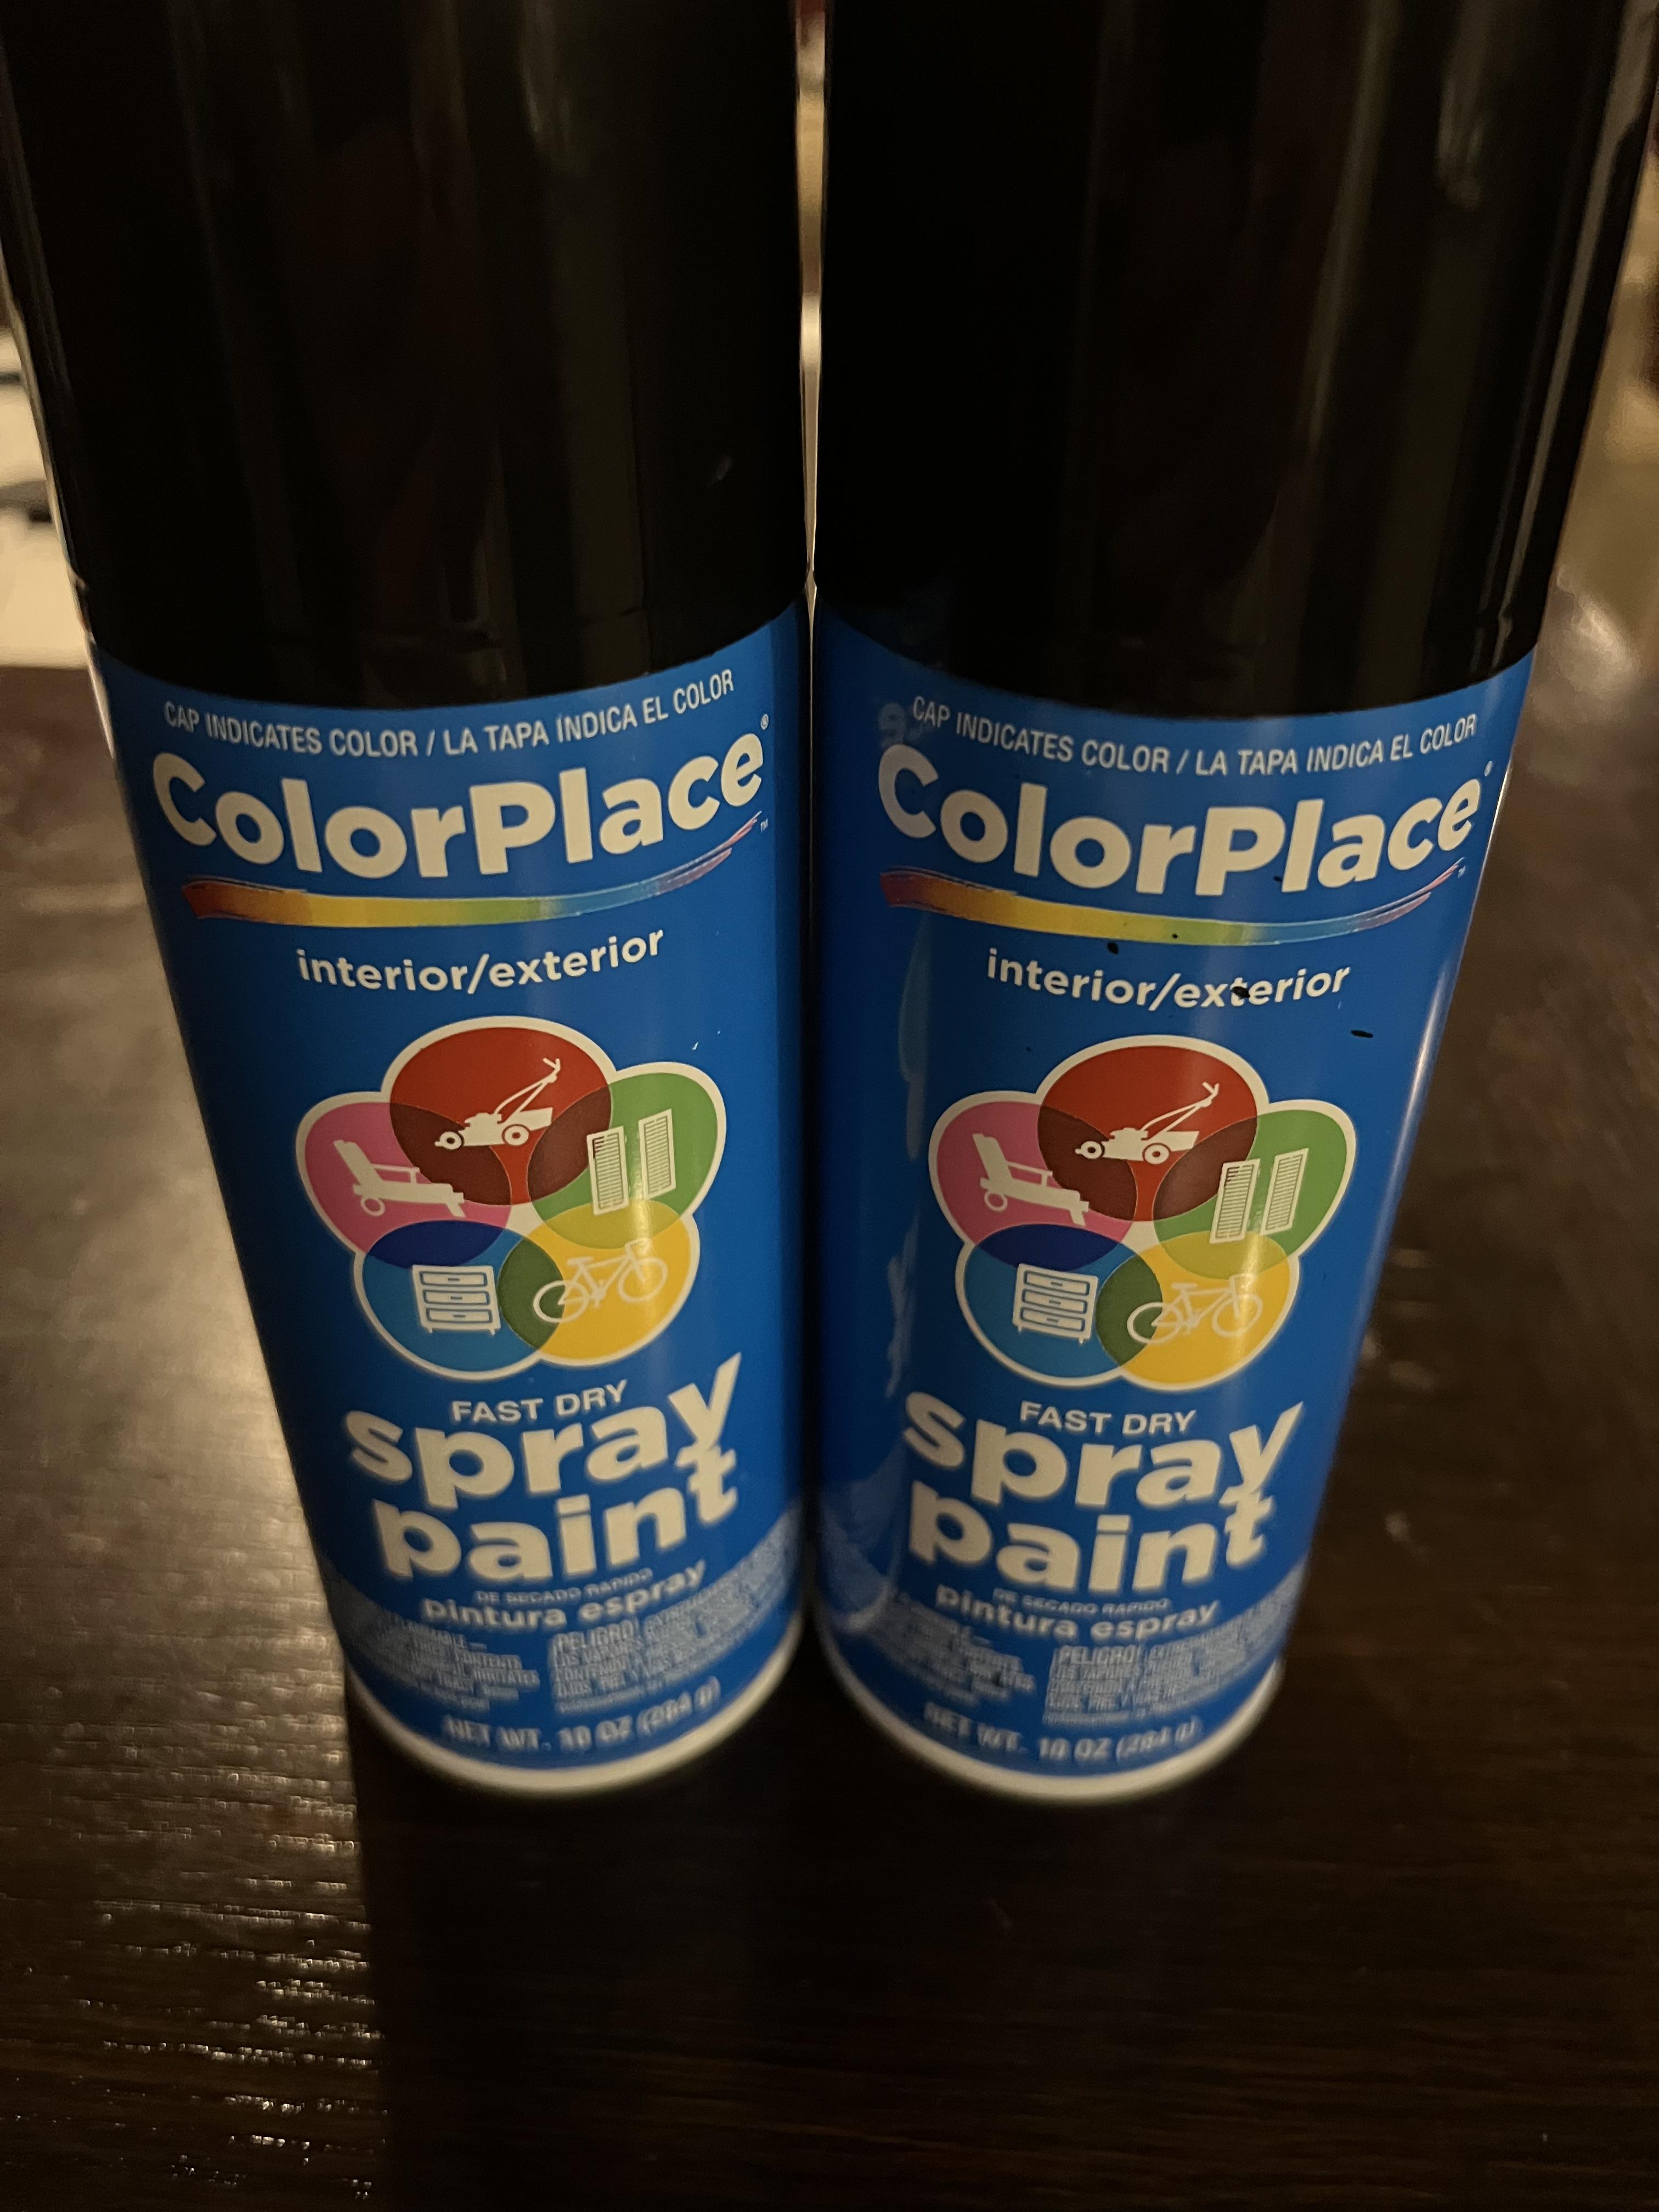 CAP INDICATES COLOR / LA TAPA INDICA EL COLOR
ColorPlace®
™
interior/exterior
FAST DRY
spray
paint
DE SECADO RAPIDO
pintura espray
¡PELIGRO!
NET WT. 10 OZ (284 g)
CAP INDICATES COLOR / LA TAPA INDICA EL COLOR
ColorPlace®
™
interior/exterior
FAST DRY
spray
paint
DE SECADO RAPIDO
pintura espray
¡PELIGRO!
NET WT. 10 OZ (284 g)